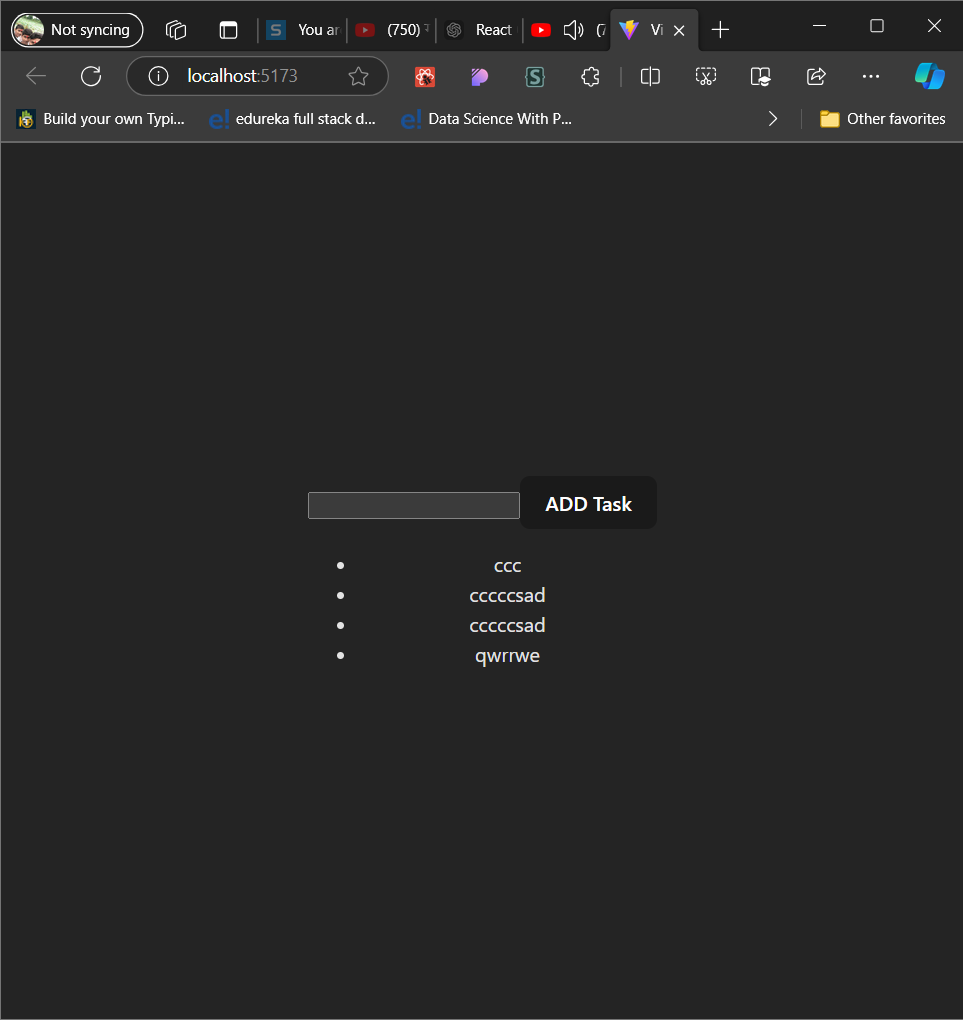 Not syncing
You ar
(750)
React
Vi
localhost:5173
Build your own Typi...
edureka full stack d...
Data Science With P...
Other favorites
ADD Task
ccc
cccccsad
cccccsad
qwrrwe